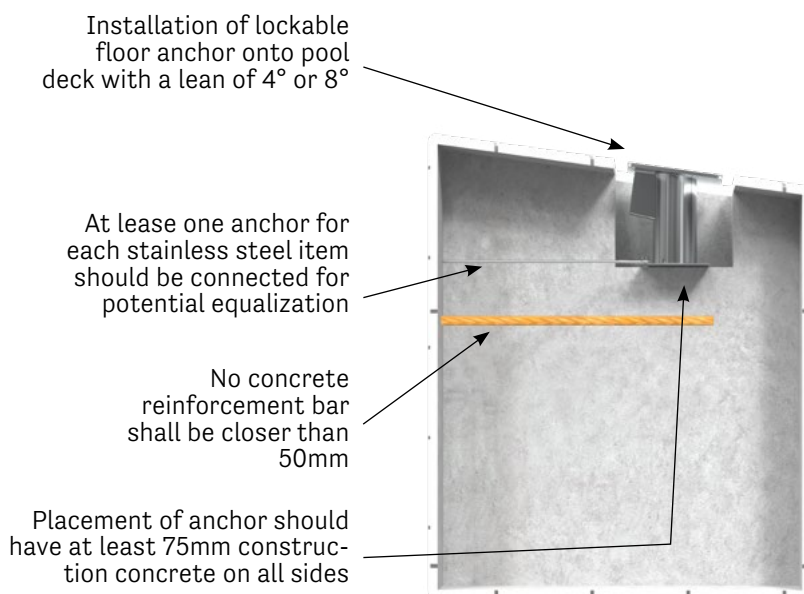 Installation of lockable
floor anchor onto pool
deck with a lean of 4° or 8°
At lease one anchor for
each stainless steel item
should be connected for
potential equalization
No concrete
reinforcement bar
shall be closer than
50mm
Placement of anchor should
have at least 75mm construc-
tion concrete on all sides